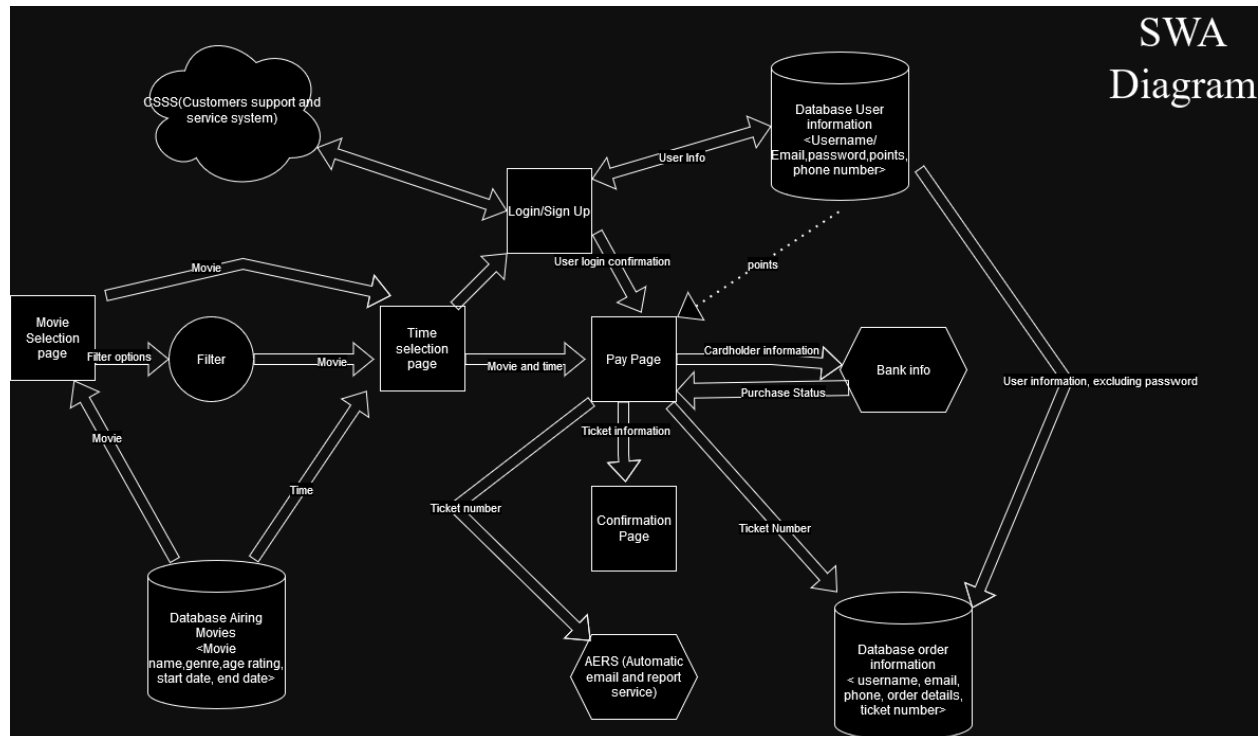 SWA
Diagram
CSSS(Customers support and
service system)
Database User
information
<Username/
Email,password,points,
phone number>
User Info
Login/Sign Up
User login confirmation
points
Movie
Movie
Selection
page
Filter options
Filter
Movie
Time
selection
page
Movie and time
Pay Page
Cardholder information
Bank info
Purchase Status
User information, excluding password
Ticket information
Movie
Time
Ticket number
Confirmation
Page
Ticket Number
Database Airing
Movies
<Movie
name,genre,age rating,
start date, end date>
AERS (Automatic
email and report
service)
Database order
information
< username, email,
phone, order details,
ticket number>